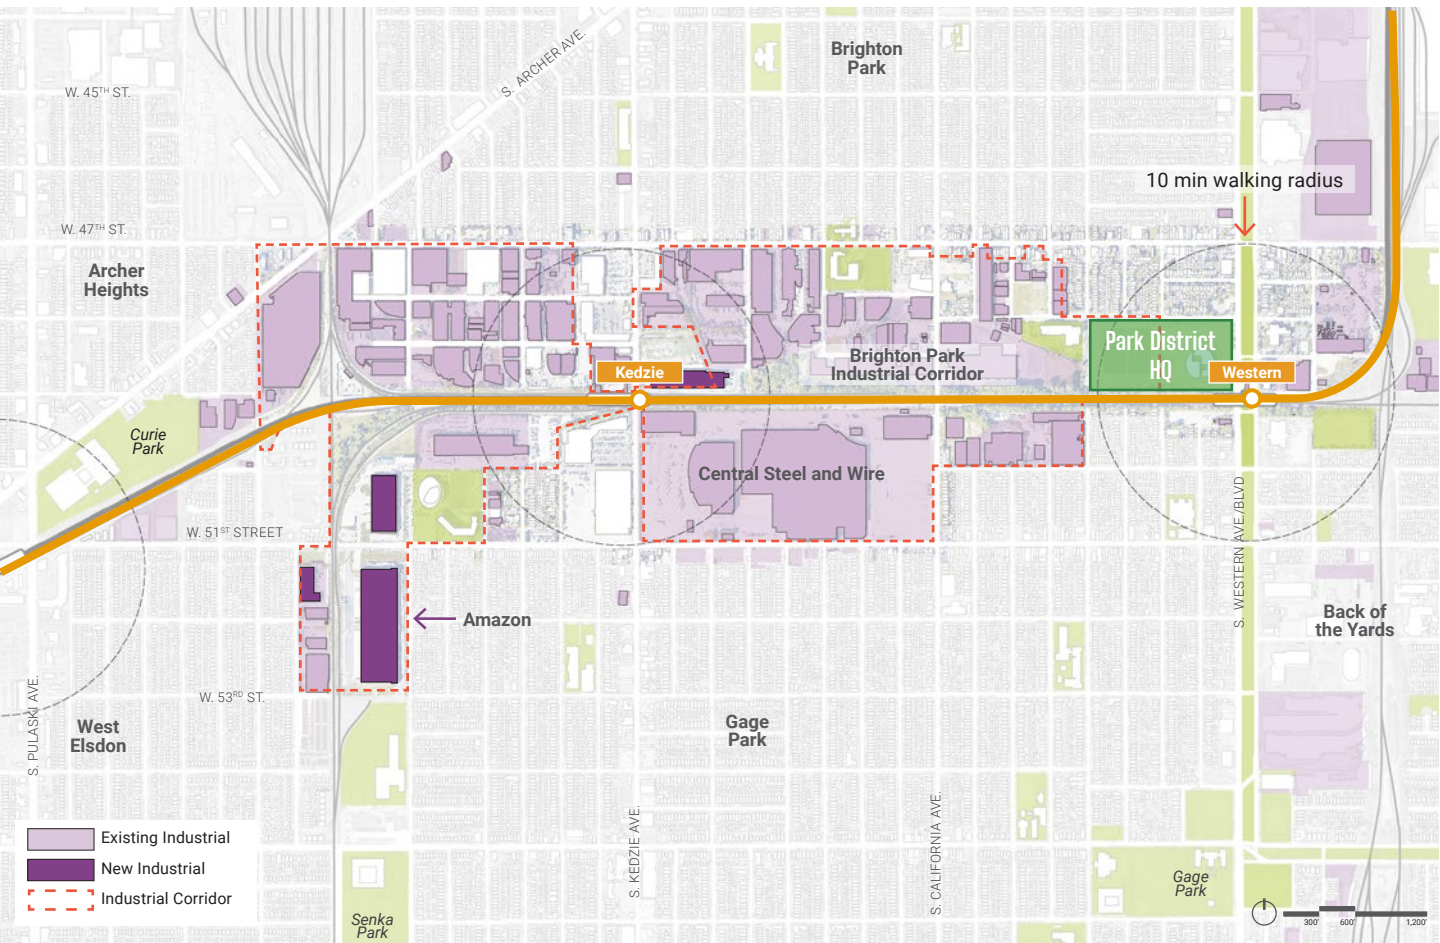 S. ARCHER AVE.
Brighton
Park
W. 45TH ST.
10 min walking radius
W. 47TH ST.
Archer
Heights
Park District
HQ
Brighton Park
Industrial Corridor
Kedzie
Western
Curie
Park
Central Steel and Wire
W. 51ST STREET
S. WESTERN AVE./BLVD
Amazon
Back of
the Yards
W. 53RD ST.
S. PULASKI AVE.
West
Elsdon
Gage
Park
S. KEDZIE AVE.
S. CALIFORNIA AVE.
Existing Industrial
New Industrial
Industrial Corridor
Senka
Park
Gage
Park
300' 600' 1,200'